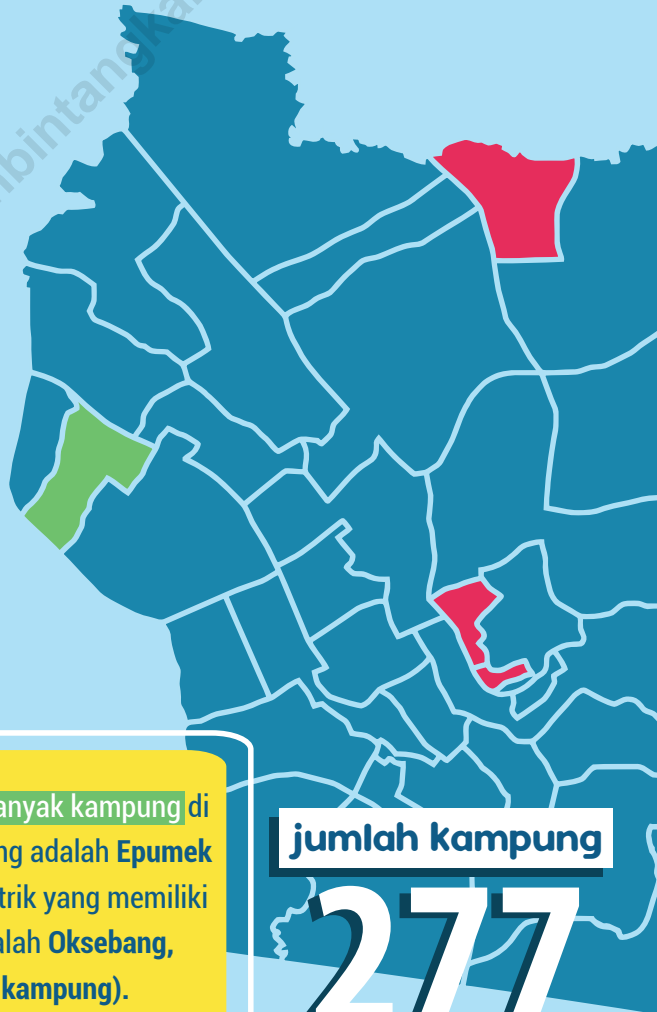 anyak kampung di
ng adalah Epumek
trik yang memiliki
alah Oksebang,
kampung).
jumlah kampung
277